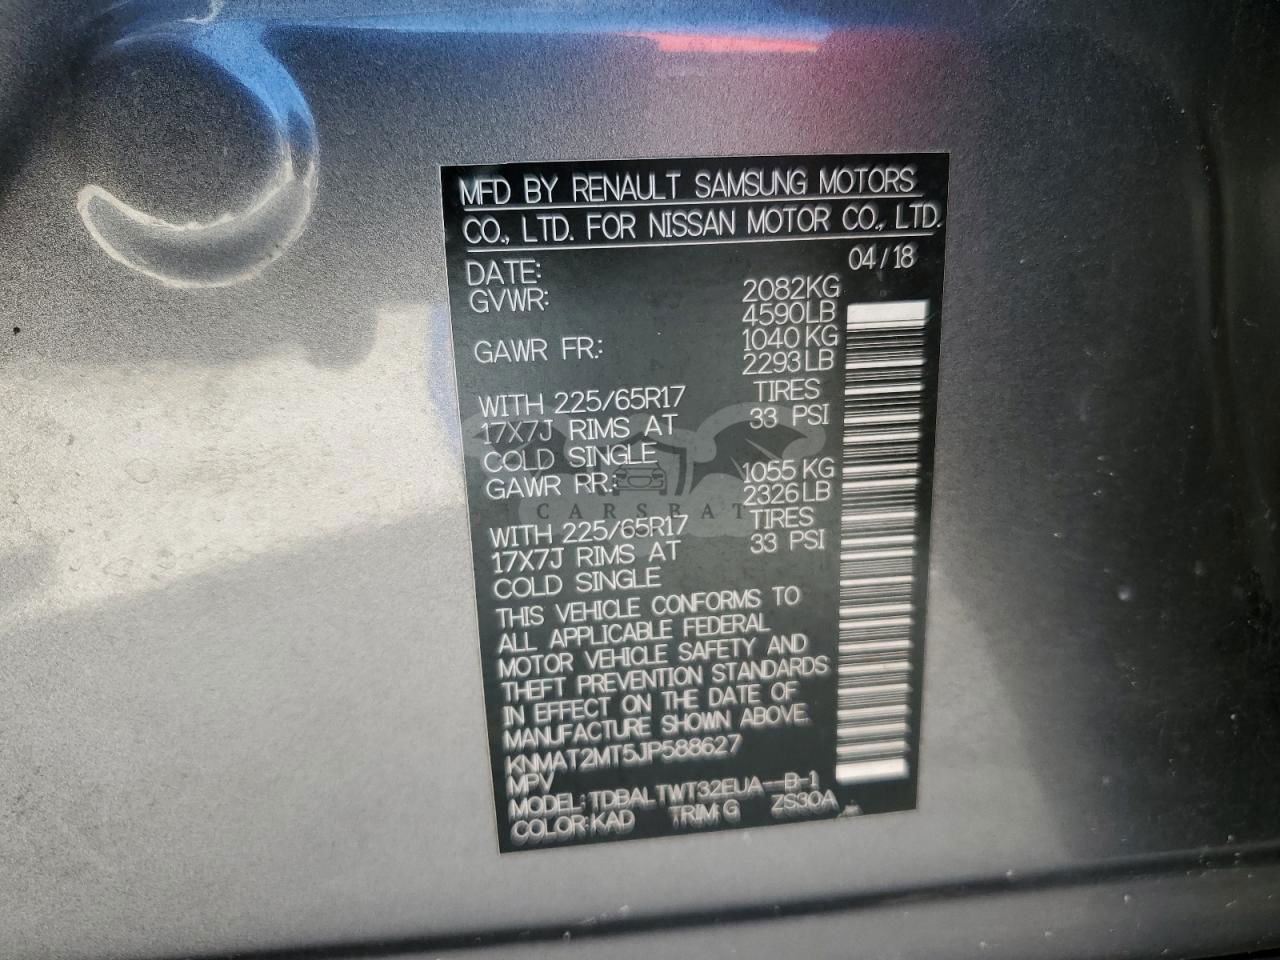 MFD BY RENAULT SAMSUNG MOTORS
CO., LTD. FOR NISSAN MOTOR CO., LTD.
DATE: 04/18
GVWR: 2082KG
4590LB
GAWR FR: 1040KG
2293LB
WITH 225/65R17 TIRES
17X7J RIMS AT 33 PSI
COLD SINGLE
GAWR RR: 1055KG
2326LB
WITH 225/65R17 TIRES
17X7J RIMS AT 33 PSI
COLD SINGLE
THIS VEHICLE CONFORMS TO
ALL APPLICABLE FEDERAL
MOTOR VEHICLE SAFETY AND
THEFT PREVENTION STANDARDS
IN EFFECT ON THE DATE OF
MANUFACTURE SHOWN ABOVE.
KNMAT2MT5JP588627
MPV
MODEL: TDBALTWT32EUA--B-1
COLOR: KAD TRIM: G ZS30A
CARSBAT